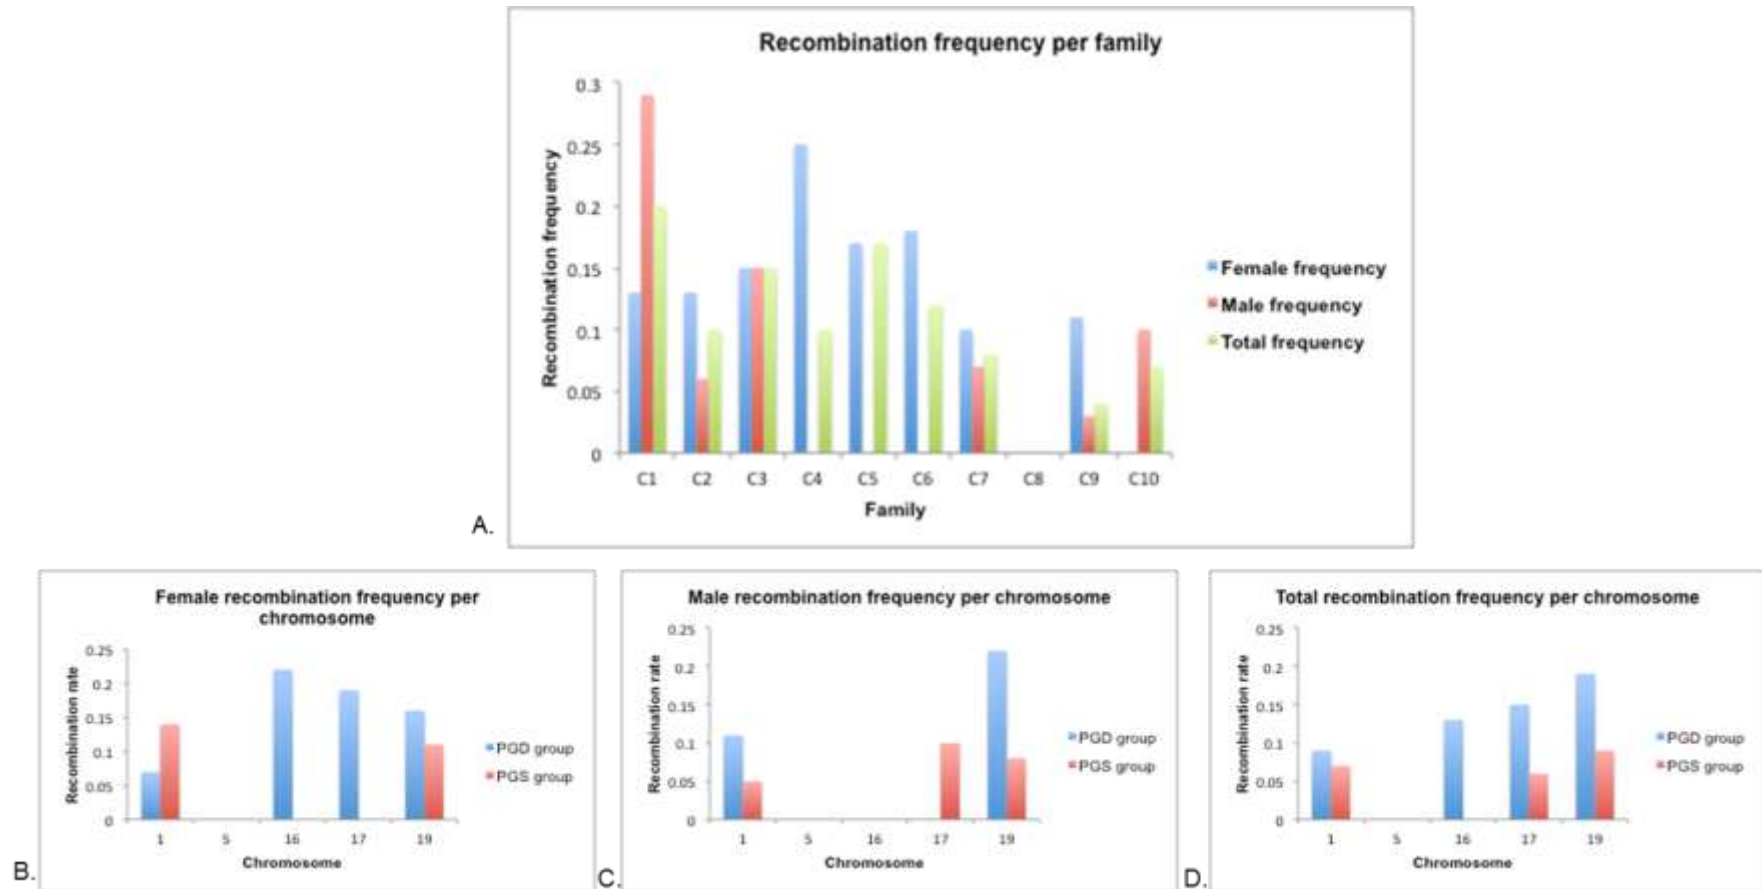 Recombination frequency per family
Recombination frequency
0.3
0.25
0.2
0.15
0.1
0.05
0
C1 C2 C3 C4 C5 C6 C7 C8 C9 C10
Family
Female frequency
Male frequency
Total frequency
A.
Female recombination frequency per
chromosome
Recombination rate
0.25
0.2
0.15
0.1
0.05
0
1 5 16 17 19
Chromosome
PGD group
PGS group
B.
Male recombination frequency per chromosome
Recombination rate
0.25
0.2
0.15
0.1
0.05
0
1 5 16 17 19
Chromosome
PGD group
PGS group
C.
Total recombination frequency per chromosome
Recombination rate
0.25
0.2
0.15
0.1
0.05
0
1 5 16 17 19
Chromosome
PGD group
PGS group
D.